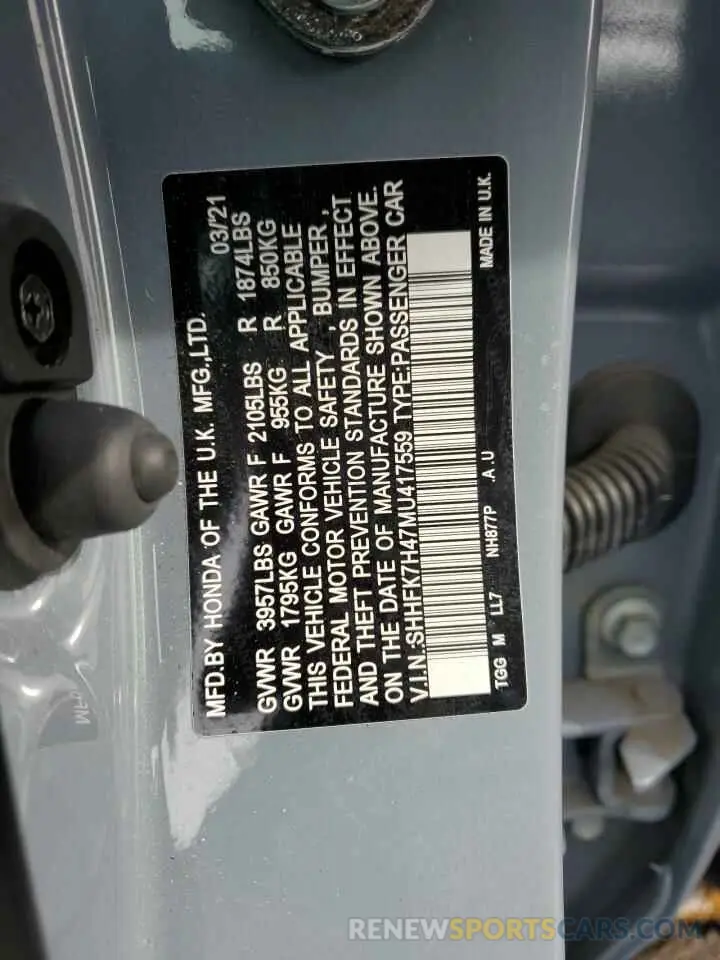 MFD.BY HONDA OF THE U.K. MFG.,LTD. 03/'21
GVWR 3957LBS GAWR F 2105LBS R 1874LBS
GVWR 1795KG GAWR F 955KG R 850KG
THIS VEHICLE CONFORMS TO ALL APPLICABLE
FEDERAL MOTOR VEHICLE SAFETY , BUMPER ,
AND THEFT PREVENTION STANDARDS IN EFFECT
ON THE DATE OF MANUFACTURE SHOWN ABOVE.
V.I.N.:SHHFK7H47MU417559 TYPE:PASSENGER CAR
TGG M LL7 NH877P .A .U MADE IN U.K.
RENEWSPORTSCARS.COM